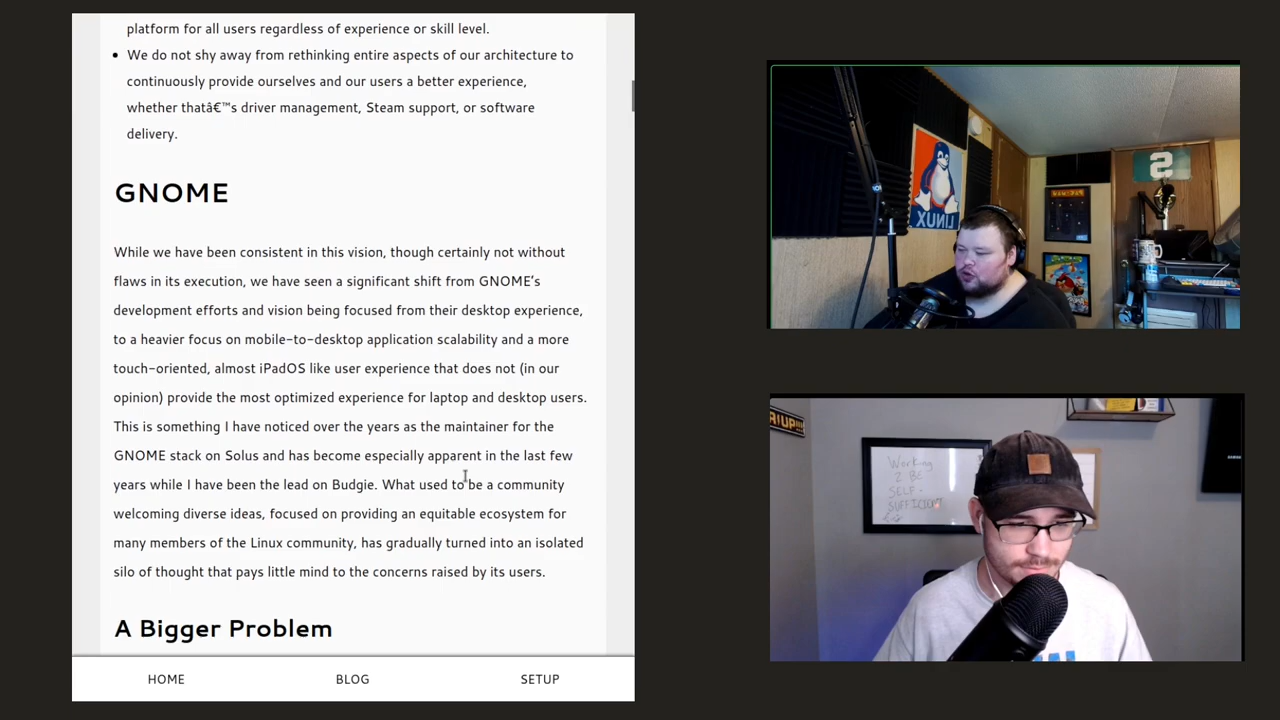 platform for all users regardless of experience or skill level.
We do not shy away from rethinking entire aspects of our architecture to
continuously provide ourselves and our users a better experience,
whether thatâ€™s driver management, Steam support, or software
delivery.
GNOME
While we have been consistent in this vision, though certainly not without
flaws in its execution, we have seen a significant shift from GNOME's
development efforts and vision being focused from their desktop experience,
to a heavier focus on mobile-to-desktop application scalability and a more
touch-oriented, almost iPadOS like user experience that does not (in our
opinion) provide the most optimized experience for laptop and desktop users.
This is something I have noticed over the years as the maintainer for the
GNOME stack on Solus and has become especially apparent in the last few
years while I have been the lead on Budgie. What used to be a community
welcoming diverse ideas, focused on providing an equitable ecosystem for
many members of the Linux community, has gradually turned into an isolated
silo of thought that pays little mind to the concerns raised by its users.
A Bigger Problem
HOME BLOG SETUP
LINUX
Working
2 BE
SELF-
SUFFICIENT